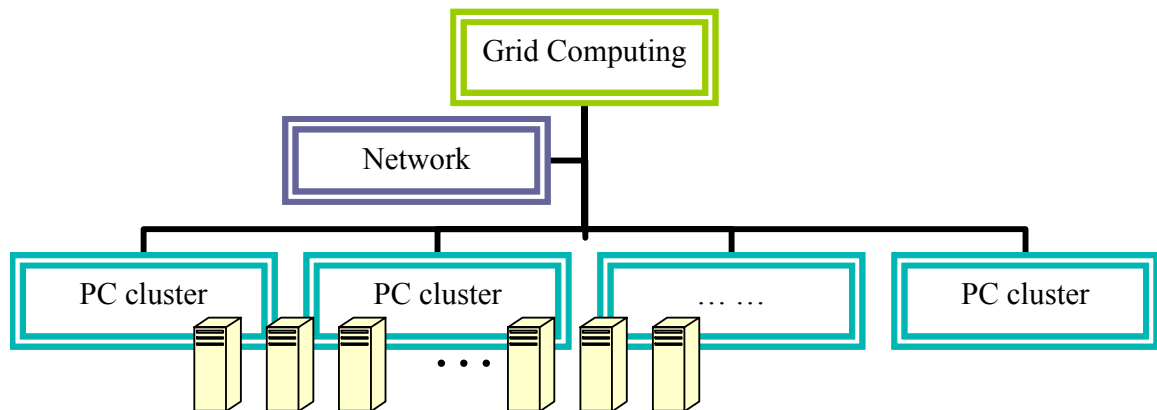 Grid Computing
Network
PC cluster
PC cluster
… …
PC cluster
• • •